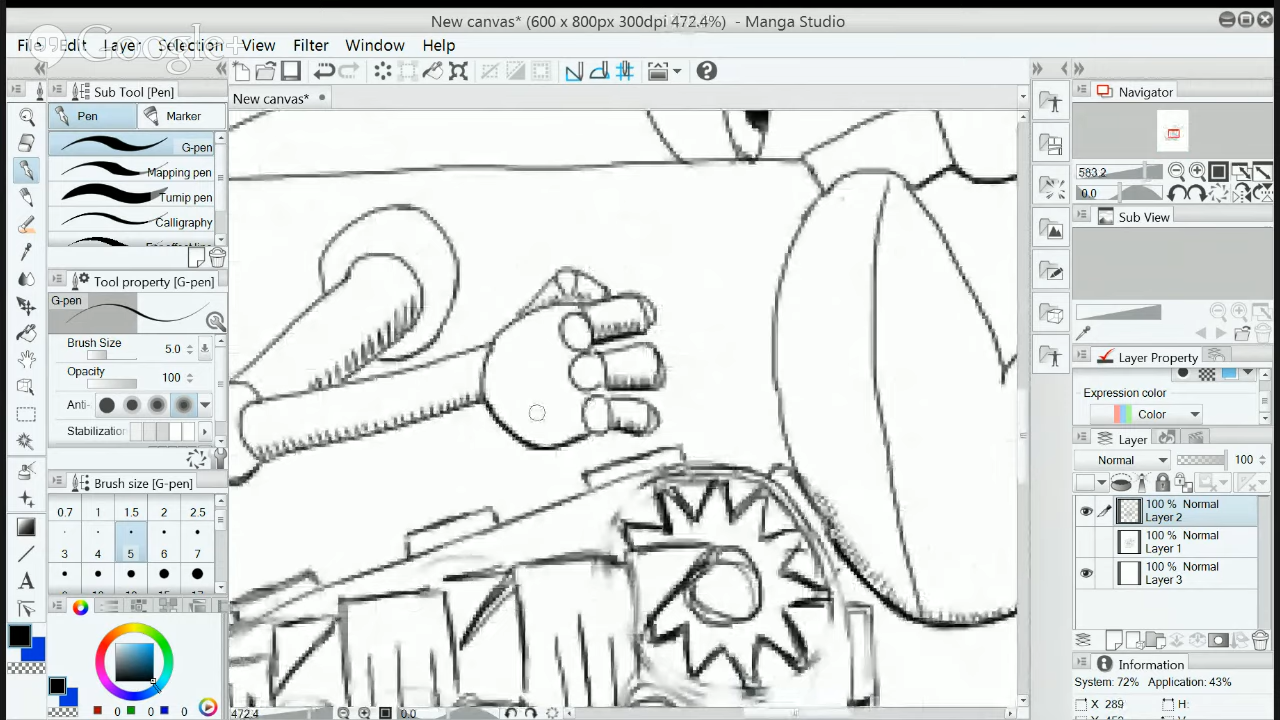 New canvas* (600 x 800px 300dpi 472.4%) - Manga Studio
File Edit Layer Selection View Filter Window Help
Google+
Sub Tool [Pen]
New canvas*
Navigator
Pen Marker
G-pen
Mapping pen
Turnip pen
Calligraphy
583.2
0.0
Sub View
Tool property [G-pen]
G-pen
Brush Size 5.0
Opacity 100
Anti-
Stabilization
Layer Property
Expression color
Color
Layer
Normal 100
Brush size [G-pen]
0.7 1 1.5 2 2.5
3 4 5 6 7
100 % Normal
Layer 2
100 % Normal
Layer 1
100 % Normal
Layer 3
Information
System: 72% Application: 43%
X 289 H:
0 0 0
472.4 0.0